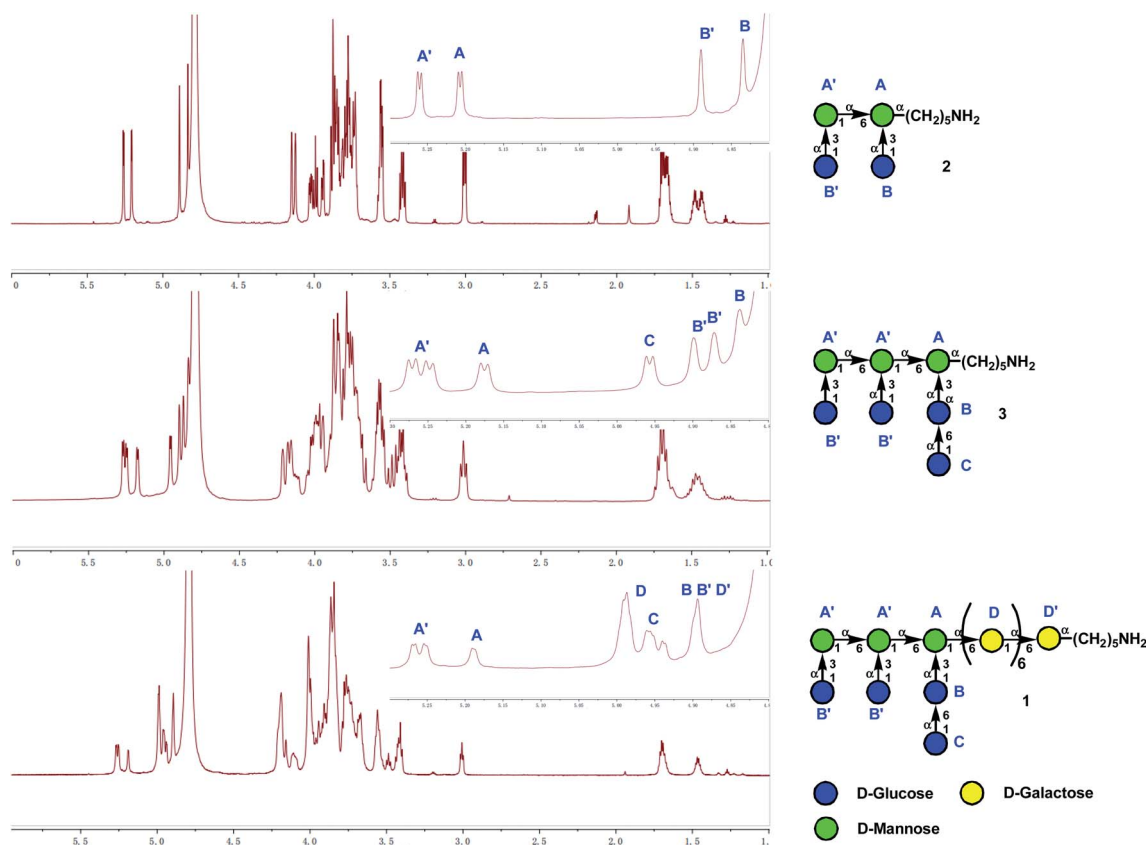 A' A B' B
0 5.5 5.0 4.5 4.0 3.5 3.0 2.5 2.0 1.5
A' A
α α (CH2)5NH2
1 6
3 3
α 1 α 1
B' B
2
A' A C B' B' B
0 5.5 5.0 4.5 4.0 3.5 3.0 2.5 2.0 1.5
A' A' A
α α α (CH2)5NH2
1 6 1 6
3 3 3
1 α 1 α
B' B' B
3
6
α 1
C
A' A D C B B' D'
5.5 5.0 4.5 4.0 3.5 3.0 2.5 2.0 1.5
A' A' A ( D ) D'
α α α α α (CH2)5NH2
1 6 1 6 1 6 1 6 6
3 3 3
α 1 α 1 α 1
B' B' B
1
6
α 1
C
D-Glucose D-Galactose
D-Mannose